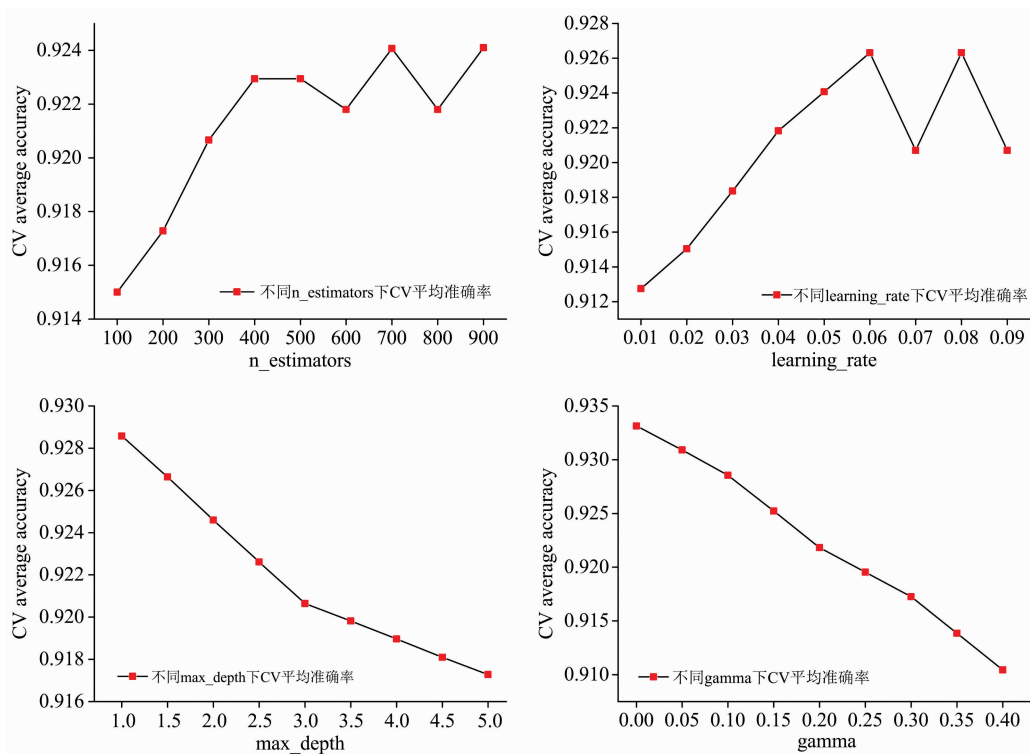 CV average accuracy
0.924
0.922
0.920
0.918
0.916
0.914
不同n_estimators下CV平均准确率
100 200 300 400 500 600 700 800 900
n_estimators
CV average accuracy
0.928
0.926
0.924
0.922
0.920
0.918
0.916
0.914
0.912
不同learning_rate下CV平均准确率
0.01 0.02 0.03 0.04 0.05 0.06 0.07 0.08 0.09
learning_rate
CV average accuracy
0.930
0.928
0.926
0.924
0.922
0.920
0.918
0.916
不同max_depth下CV平均准确率
1.0 1.5 2.0 2.5 3.0 3.5 4.0 4.5 5.0
max_depth
CV average accuracy
0.935
0.930
0.925
0.920
0.915
0.910
不同gamma下CV平均准确率
0.00 0.05 0.10 0.15 0.20 0.25 0.30 0.35 0.40
gamma